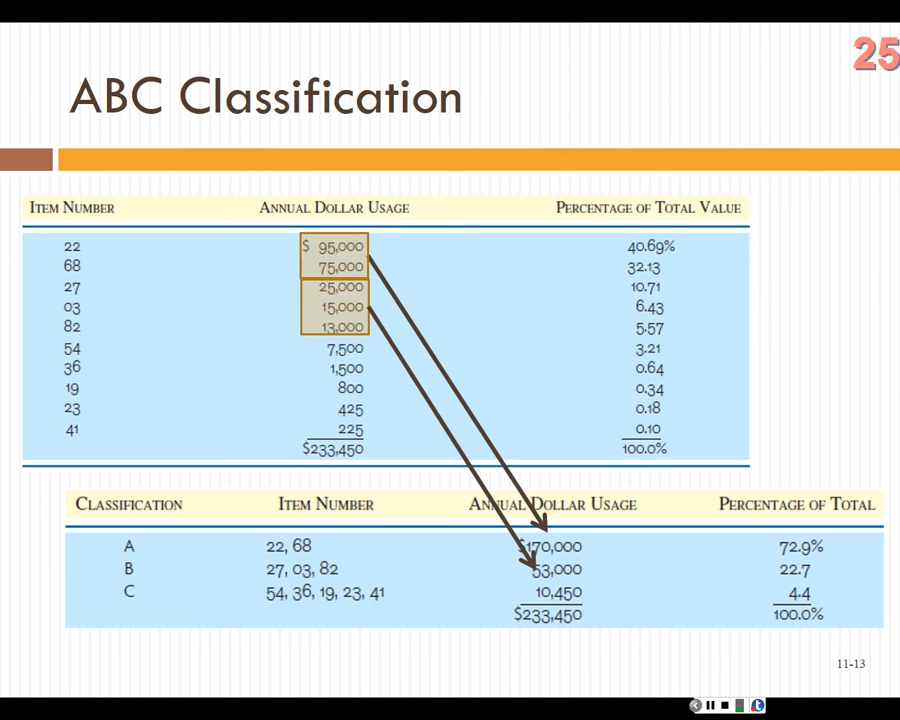 25
ABC Classification
ITEM NUMBER ANNUAL DOLLAR USAGE PERCENTAGE OF TOTAL VALUE
22 $ 95,000 40.69%
68 75,000 32.13
27 25,000 10.71
03 15,000 6.43
82 13,000 5.57
54 7,500 3.21
36 1,500 0.64
19 800 0.34
23 425 0.18
41 225 0.10
$233,450 100.0%
CLASSIFICATION ITEM NUMBER ANNUAL DOLLAR USAGE PERCENTAGE OF TOTAL
A 22, 68 $170,000 72.9%
B 27, 03, 82 53,000 22.7
C 54, 36, 19, 23, 41 10,450 4.4
$233,450 100.0%
11-13